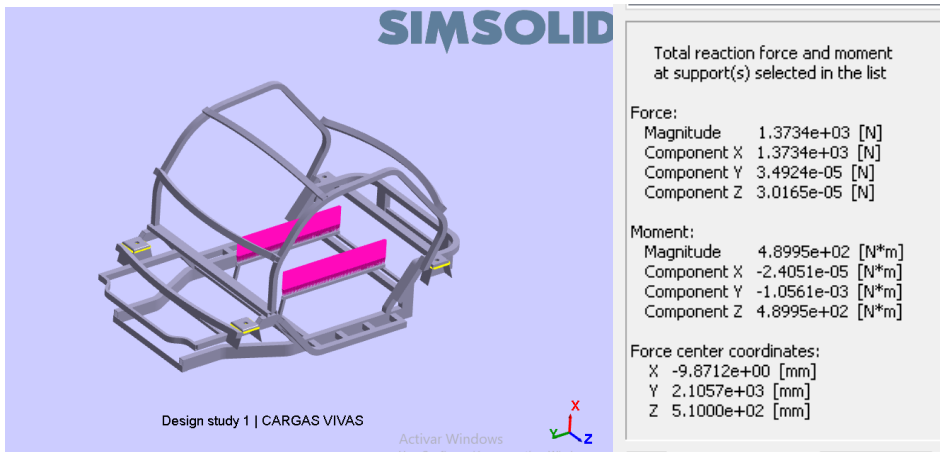 SIMSOLID
Design study 1 | CARGAS VIVAS
Activar Windows
X
Y
Z
Total reaction force and moment
at support(s) selected in the list
Force:
Magnitude 1.3734e+03 [N]
Component X 1.3734e+03 [N]
Component Y 3.4924e-05 [N]
Component Z 3.0165e-05 [N]
Moment:
Magnitude 4.8995e+02 [N*m]
Component X -2.4051e-05 [N*m]
Component Y -1.0561e-03 [N*m]
Component Z 4.8995e+02 [N*m]
Force center coordinates:
X -9.8712e+00 [mm]
Y 2.1057e+03 [mm]
Z 5.1000e+02 [mm]